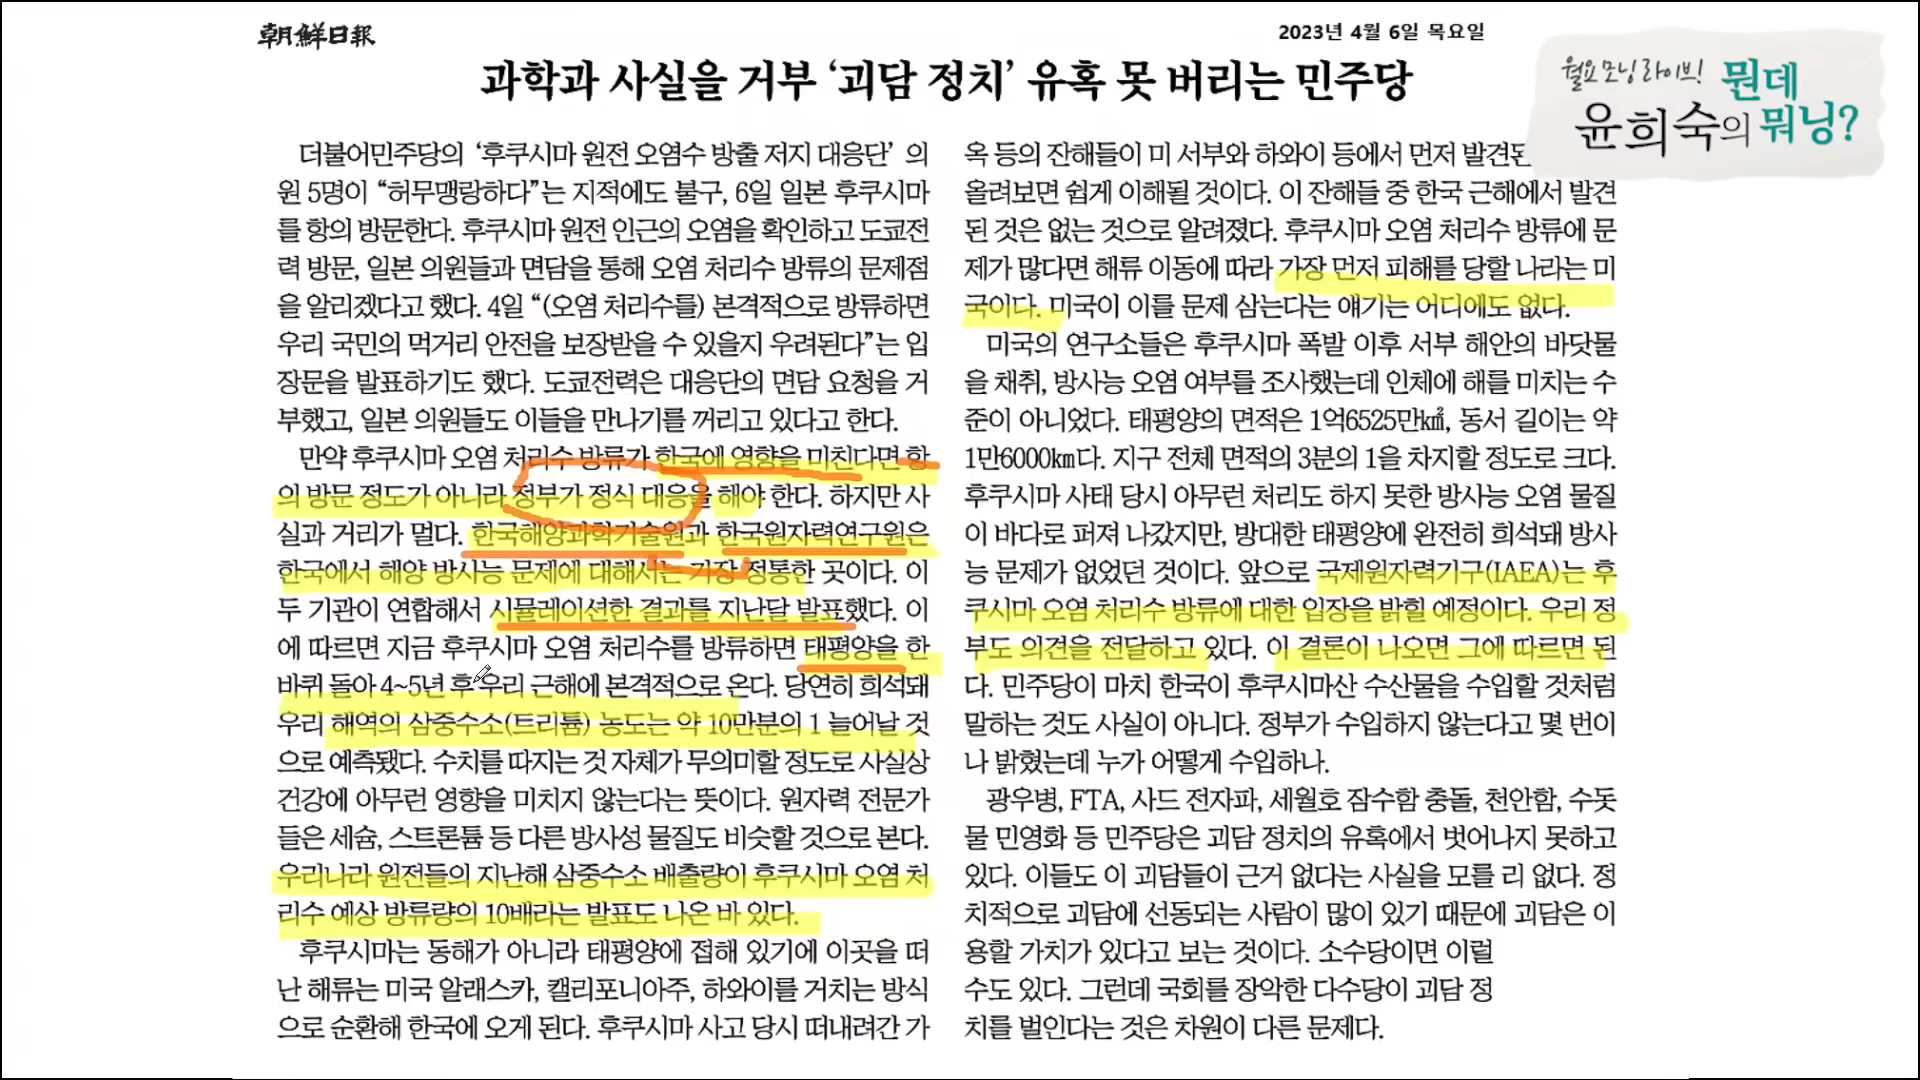 朝鮮日報
2023년 4월 6일 목요일
월요 모닝 라이브! 뭔데
윤희숙의 뭐닝?
과학과 사실을 거부 ‘괴담 정치’ 유혹 못 버리는 민주당
더불어민주당의 ‘후쿠시마 원전 오염수 방출 저지 대응단’ 의
원 5명이 “허무맹랑하다”는 지적에도 불구, 6일 일본 후쿠시마
를 항의 방문한다. 후쿠시마 원전 인근의 오염을 확인하고 도쿄전
력 방문, 일본 의원들과 면담을 통해 오염 처리수 방류의 문제점
을 알리겠다고 했다. 4일 “(오염 처리수를) 본격적으로 방류하면
우리 국민의 먹거리 안전을 보장받을 수 있을지 우려된다”는 입
장문을 발표하기도 했다. 도쿄전력은 대응단의 면담 요청을 거
부했고, 일본 의원들도 이들을 만나기를 꺼리고 있다고 한다.
만약 후쿠시마 오염 처리수 방류가 한국에 영향을 미친다면 항
의 방문 정도가 아니라 정부가 정식 대응을 해야 한다. 하지만 사
실과 거리가 멀다. 한국해양과학기술원과 한국원자력연구원은
한국에서 해양 방사능 문제에 대해서는 가장 정통한 곳이다. 이
두 기관이 연합해서 시뮬레이션한 결과를 지난달 발표했다. 이
에 따르면 지금 후쿠시마 오염 처리수를 방류하면 태평양을 한
바퀴 돌아 4~5년 후 우리 근해에 본격적으로 온다. 당연히 희석돼
우리 해역의 삼중수소(트리튬) 농도는 약 10만분의 1 늘어날 것
으로 예측됐다. 수치를 따지는 것 자체가 무의미할 정도로 사실상
건강에 아무런 영향을 미치지 않는다는 뜻이다. 원자력 전문가
들은 세슘, 스트론튬 등 다른 방사성 물질도 비슷할 것으로 본다.
우리나라 원전들의 지난해 삼중수소 배출량이 후쿠시마 오염 처
리수 예상 방류량의 10배라는 발표도 나온 바 있다.
후쿠시마는 동해가 아니라 태평양에 접해 있기에 이곳을 떠
난 해류는 미국 알래스카, 캘리포니아주, 하와이를 거치는 방식
으로 순환해 한국에 오게 된다. 후쿠시마 사고 당시 떠내려간 가
옥 등의 잔해들이 미 서부와 하와이 등에서 먼저 발견된
올려보면 쉽게 이해될 것이다. 이 잔해들 중 한국 근해에서 발견
된 것은 없는 것으로 알려졌다. 후쿠시마 오염 처리수 방류에 문
제가 많다면 해류 이동에 따라 가장 먼저 피해를 당할 나라는 미
국이다. 미국이 이를 문제 삼는다는 얘기는 어디에도 없다.
미국의 연구소들은 후쿠시마 폭발 이후 서부 해안의 바닷물
을 채취, 방사능 오염 여부를 조사했는데 인체에 해를 미치는 수
준이 아니었다. 태평양의 면적은 1억6525만㎢, 동서 길이는 약
1만6000㎞다. 지구 전체 면적의 3분의 1을 차지할 정도로 크다.
후쿠시마 사태 당시 아무런 처리도 하지 못한 방사능 오염 물질
이 바다로 퍼져 나갔지만, 방대한 태평양에 완전히 희석돼 방사
능 문제가 없었던 것이다. 앞으로 국제원자력기구(IAEA)는 후
쿠시마 오염 처리수 방류에 대한 입장을 밝힐 예정이다. 우리 정
부도 의견을 전달하고 있다. 이 결론이 나오면 그에 따르면 된
다. 민주당이 마치 한국이 후쿠시마산 수산물을 수입할 것처럼
말하는 것도 사실이 아니다. 정부가 수입하지 않는다고 몇 번이
나 밝혔는데 누가 어떻게 수입하나.
광우병, FTA, 사드 전자파, 세월호 잠수함 충돌, 천안함, 수돗
물 민영화 등 민주당은 괴담 정치의 유혹에서 벗어나지 못하고
있다. 이들도 이 괴담들이 근거 없다는 사실을 모를 리 없다. 정
치적으로 괴담에 선동되는 사람이 많이 있기 때문에 괴담은 이
용할 가치가 있다고 보는 것이다. 소수당이면 이럴
수도 있다. 그런데 국회를 장악한 다수당이 괴담 정
치를 벌인다는 것은 차원이 다른 문제다.